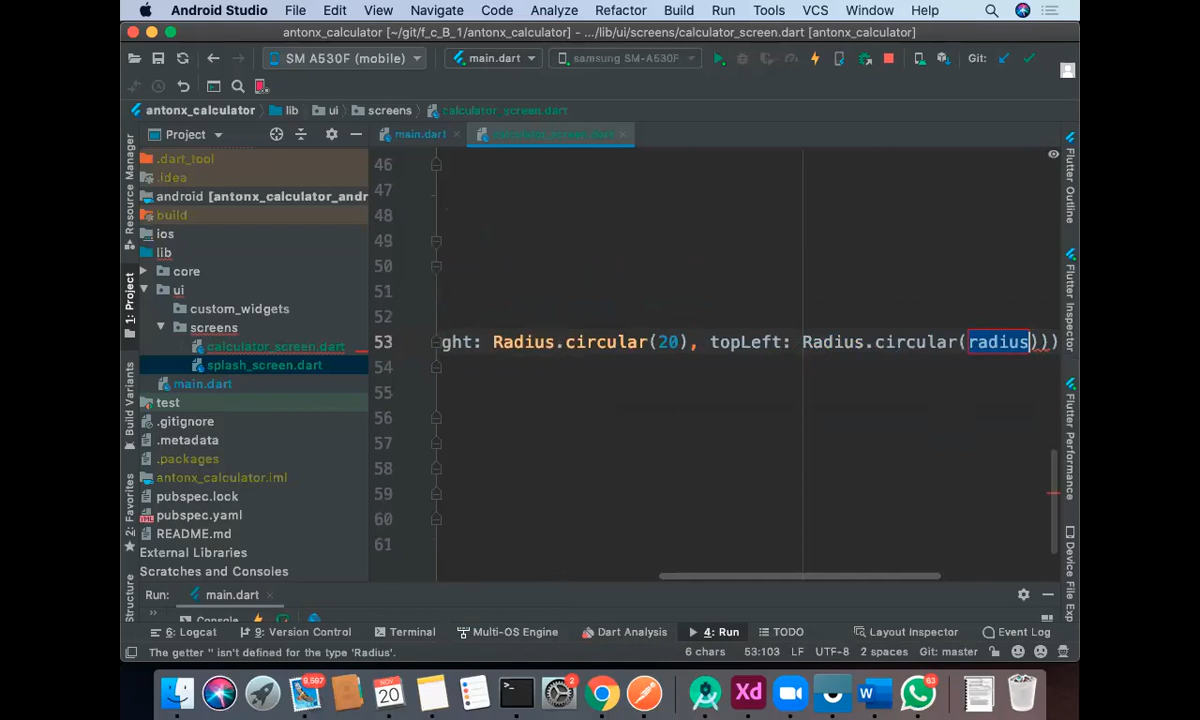 Android Studio File Edit View Navigate Code Analyze Refactor Build Run Tools VCS Window Help
antonx_calculator [~/git/f_c_B_1/antonx_calculator] – .../lib/ui/screens/calculator_screen.dart [antonx_calculator]
SM A530F (mobile) main.dart samsung SM-A530F Git:
antonx_calculator lib ui screens calculator_screen.dart
Project main.dart calculator_screen.dart
.dart_tool
.idea
android [antonx_calculator_andr
build
ios
lib
core
ui
custom_widgets
screens
calculator_screen.dart
splash_screen.dart
main.dart
test
.gitignore
.metadata
.packages
antonx_calculator.iml
pubspec.lock
pubspec.yaml
README.md
External Libraries
Scratches and Consoles
Resource Manager
1: Project
Build Variants
2: Favorites
Structure
46
47
48
49
50
51
52
53 ght: Radius.circular(20), topLeft: Radius.circular(radius)))
54
55
56
57
58
59
60
61
Flutter Outline
Flutter Inspector
Flutter Performance
Device File Exp
Run: main.dart
Console
6: Logcat 9: Version Control Terminal Multi-OS Engine Dart Analysis 4: Run TODO Layout Inspector Event Log
The getter '' isn't defined for the type 'Radius'. 6 chars 53:103 LF UTF-8 2 spaces Git: master
9,597
NOV
20
2
Xd
W
63